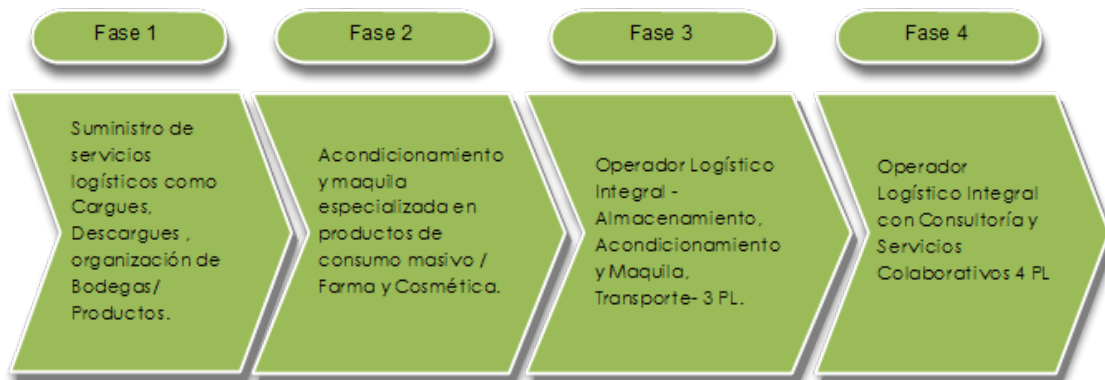 Fase 1
Fase 2
Fase 3
Fase 4
Suministro de
servicios
logísticos como
Cargues,
Descargues ,
organización de
Bodegas/
Productos.
Acondicionamiento
y maquila
especializada en
productos de
consumo masivo /
Farma y Cosmética.
Operador Logístico
Integral -
Almacenamiento,
Acondicionamiento
y Maquila,
Transporte- 3 PL.
Operador
Logístico Integral
con Consultoría y
Servicios
Colaborativos 4 PL